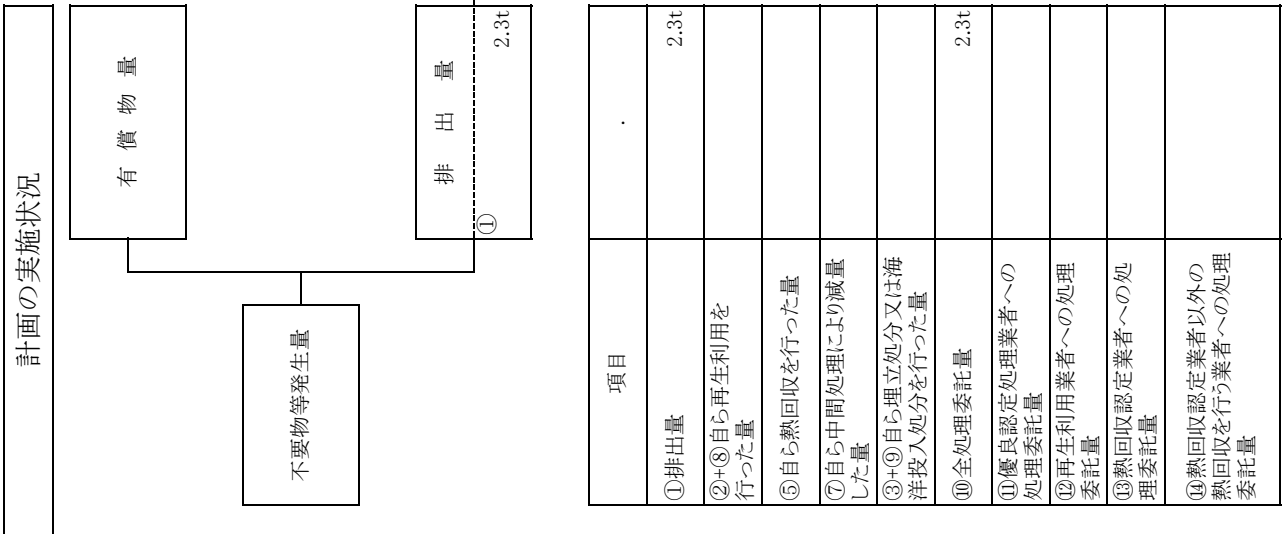 計画の実施状況
有 償 物 量
不要物等発生量
排 出 量
①
2.3t
項目
.
①排出量
2.3t
②+⑧自ら再生利用を
行った量
⑤自ら熱回収を行った量
⑦自ら中間処理により減量
した量
③+⑨自ら埋立処分又は海
洋投入処分を行った量
⑩全処理委託量
2.3t
⑪優良認定処理業者への
処理委託量
⑫再生利用業者への処理
委託量
⑬熱回収認定業者への処
理委託量
⑭熱回収認定業者以外の
熱回収を行う業者への処理
委託量